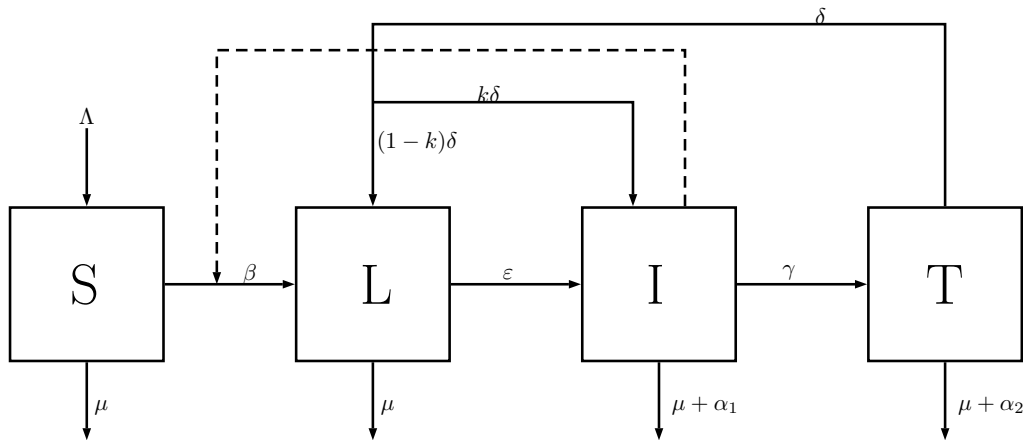 δ
kδ
Λ
(1 − k)δ
S
β
L
ε
I
γ
T
μ
μ
μ + α₁
μ + α₂